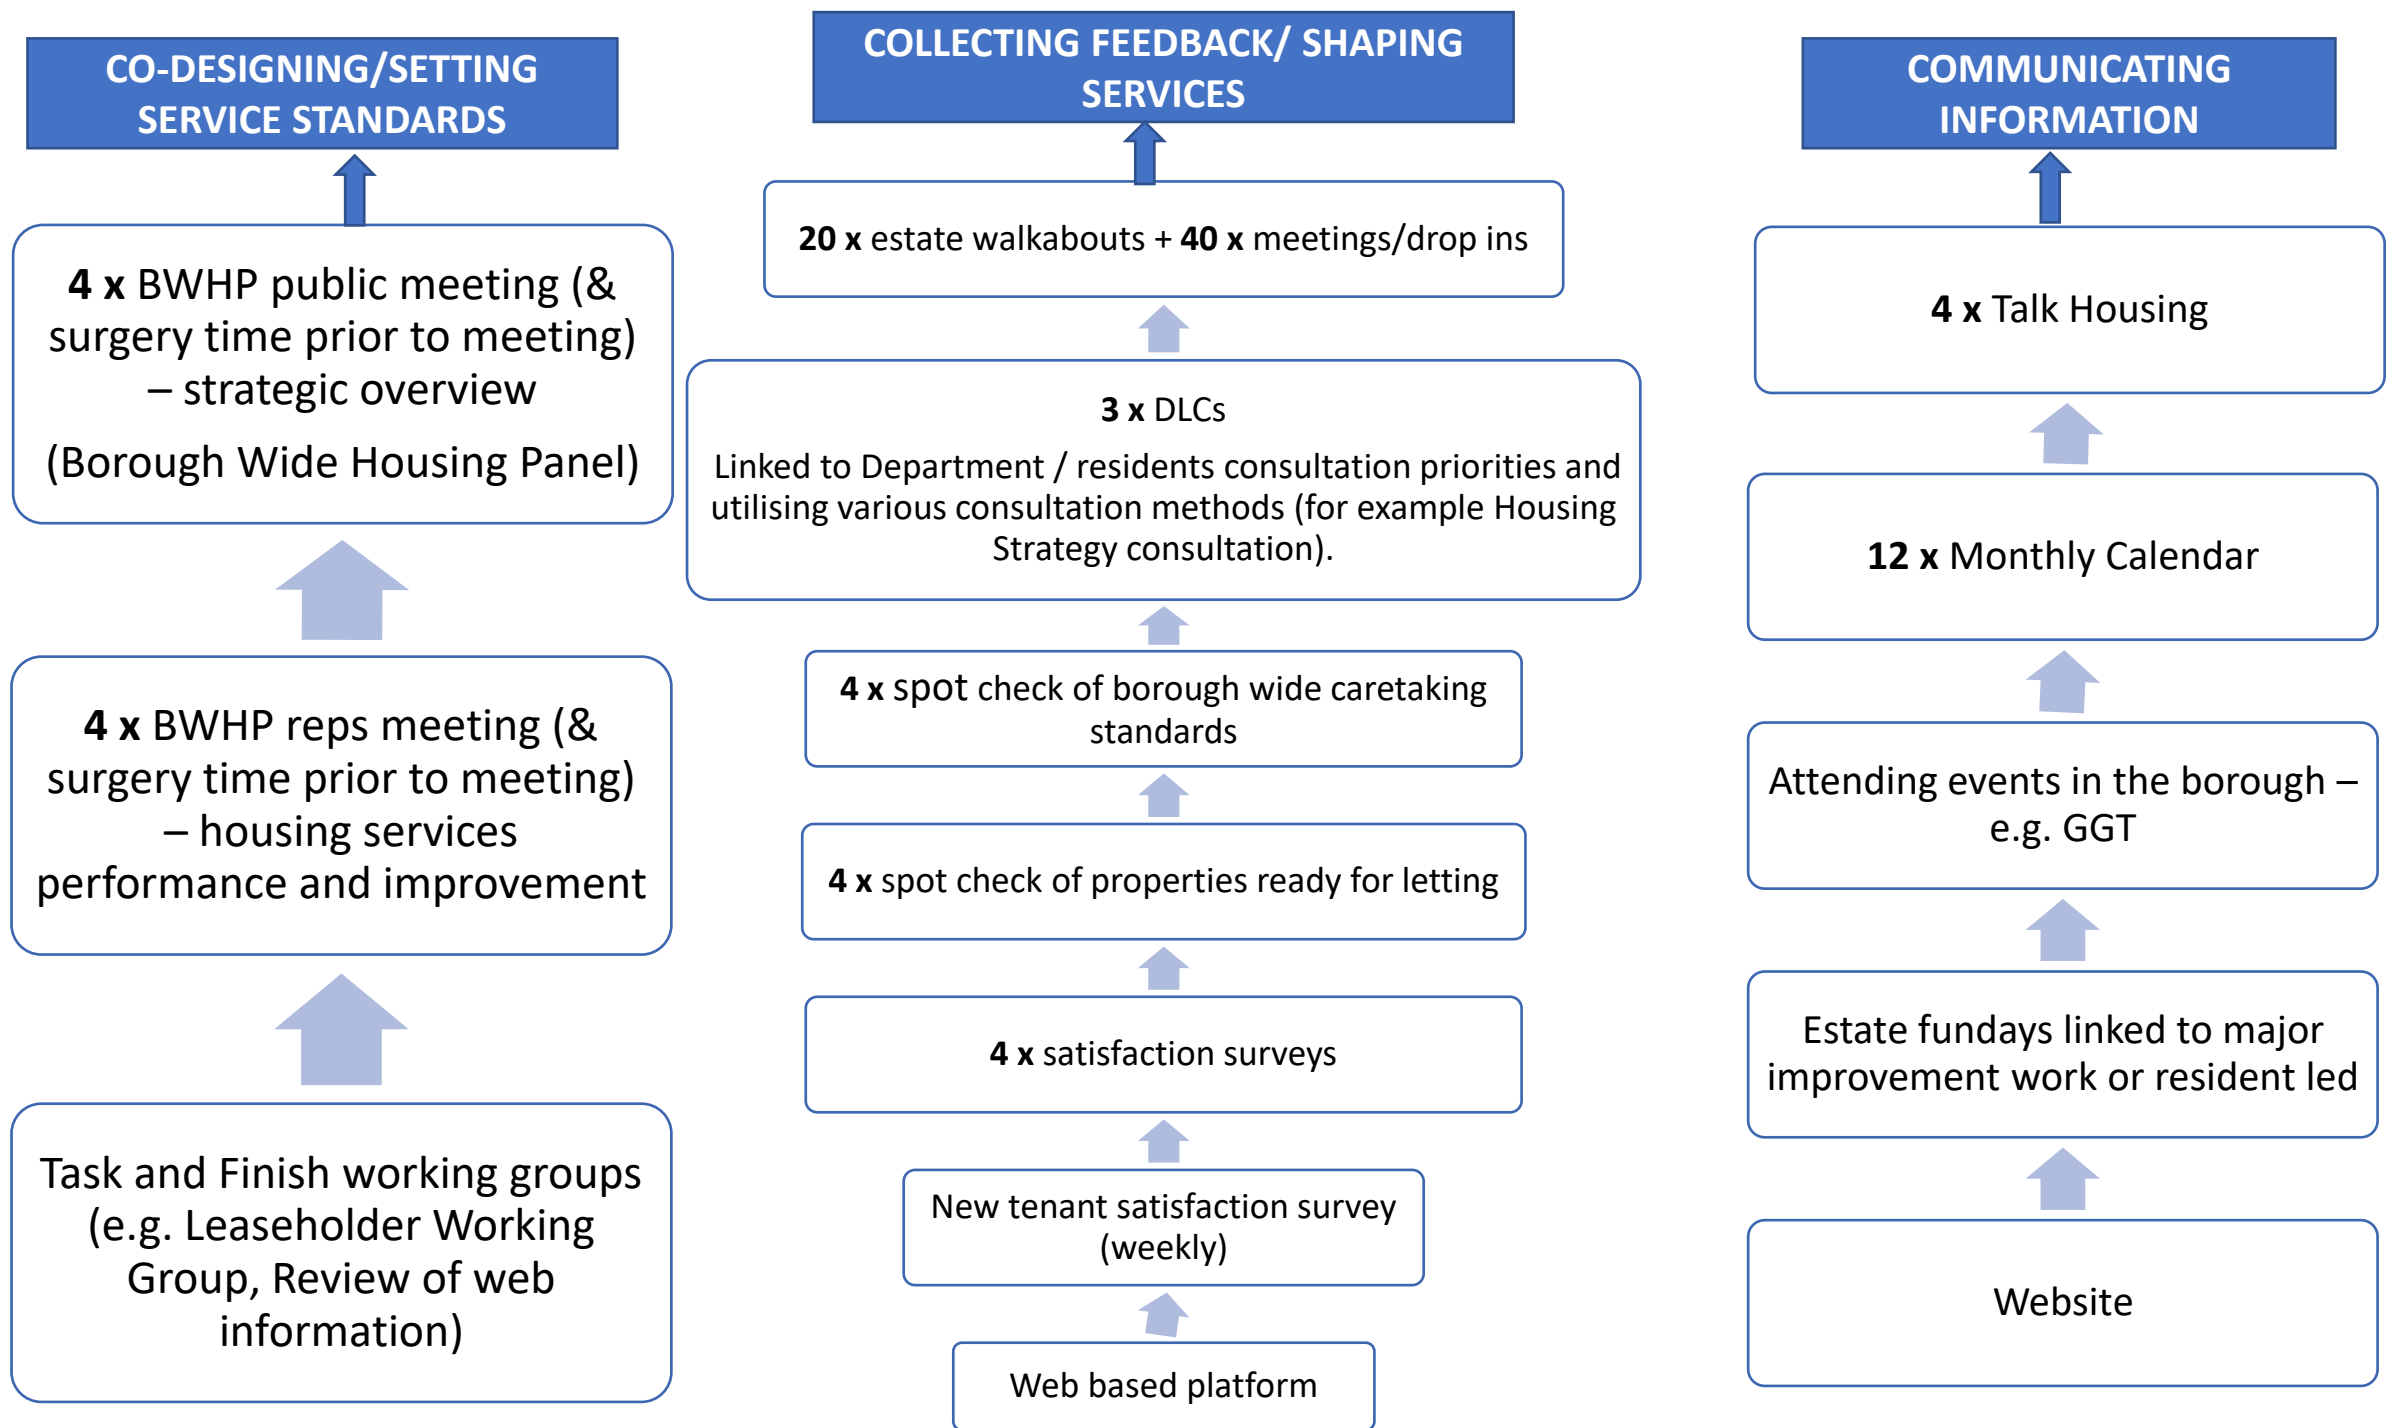 CO-DESIGNING/SETTING
SERVICE STANDARDS
4 x BWHP public meeting (&
surgery time prior to meeting)
– strategic overview
(Borough Wide Housing Panel)
4 x BWHP reps meeting (&
surgery time prior to meeting)
– housing services
performance and improvement
Task and Finish working groups
(e.g. Leaseholder Working
Group, Review of web
information)
COLLECTING FEEDBACK/ SHAPING
SERVICES
20 x estate walkabouts + 40 x meetings/drop ins
3 x DLCs
Linked to Department / residents consultation priorities and
utilising various consultation methods (for example Housing
Strategy consultation).
4 x spot check of borough wide caretaking
standards
4 x spot check of properties ready for letting
4 x satisfaction surveys
New tenant satisfaction survey
(weekly)
Web based platform
COMMUNICATING
INFORMATION
4 x Talk Housing
12 x Monthly Calendar
Attending events in the borough –
e.g. GGT
Estate fundays linked to major
improvement work or resident led
Website